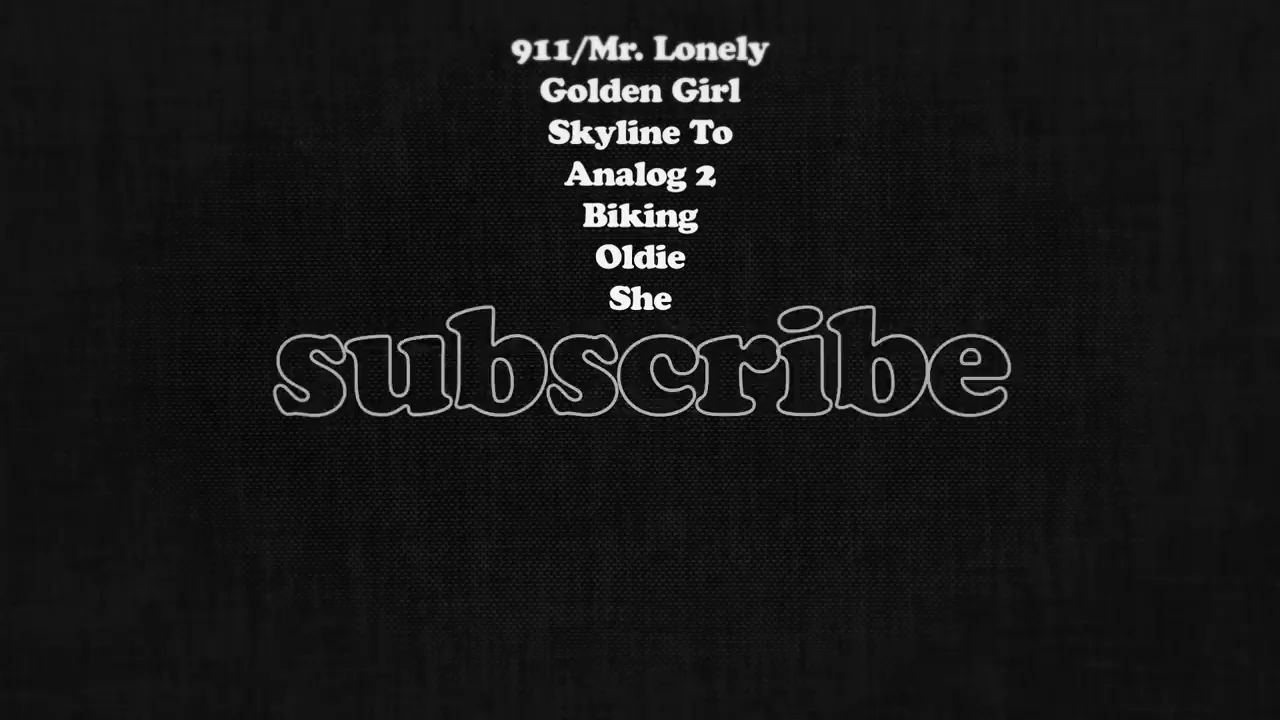 911/Mr. Lonely
Golden Girl
Skyline To
Analog 2
Biking
Oldie
She
subscribe